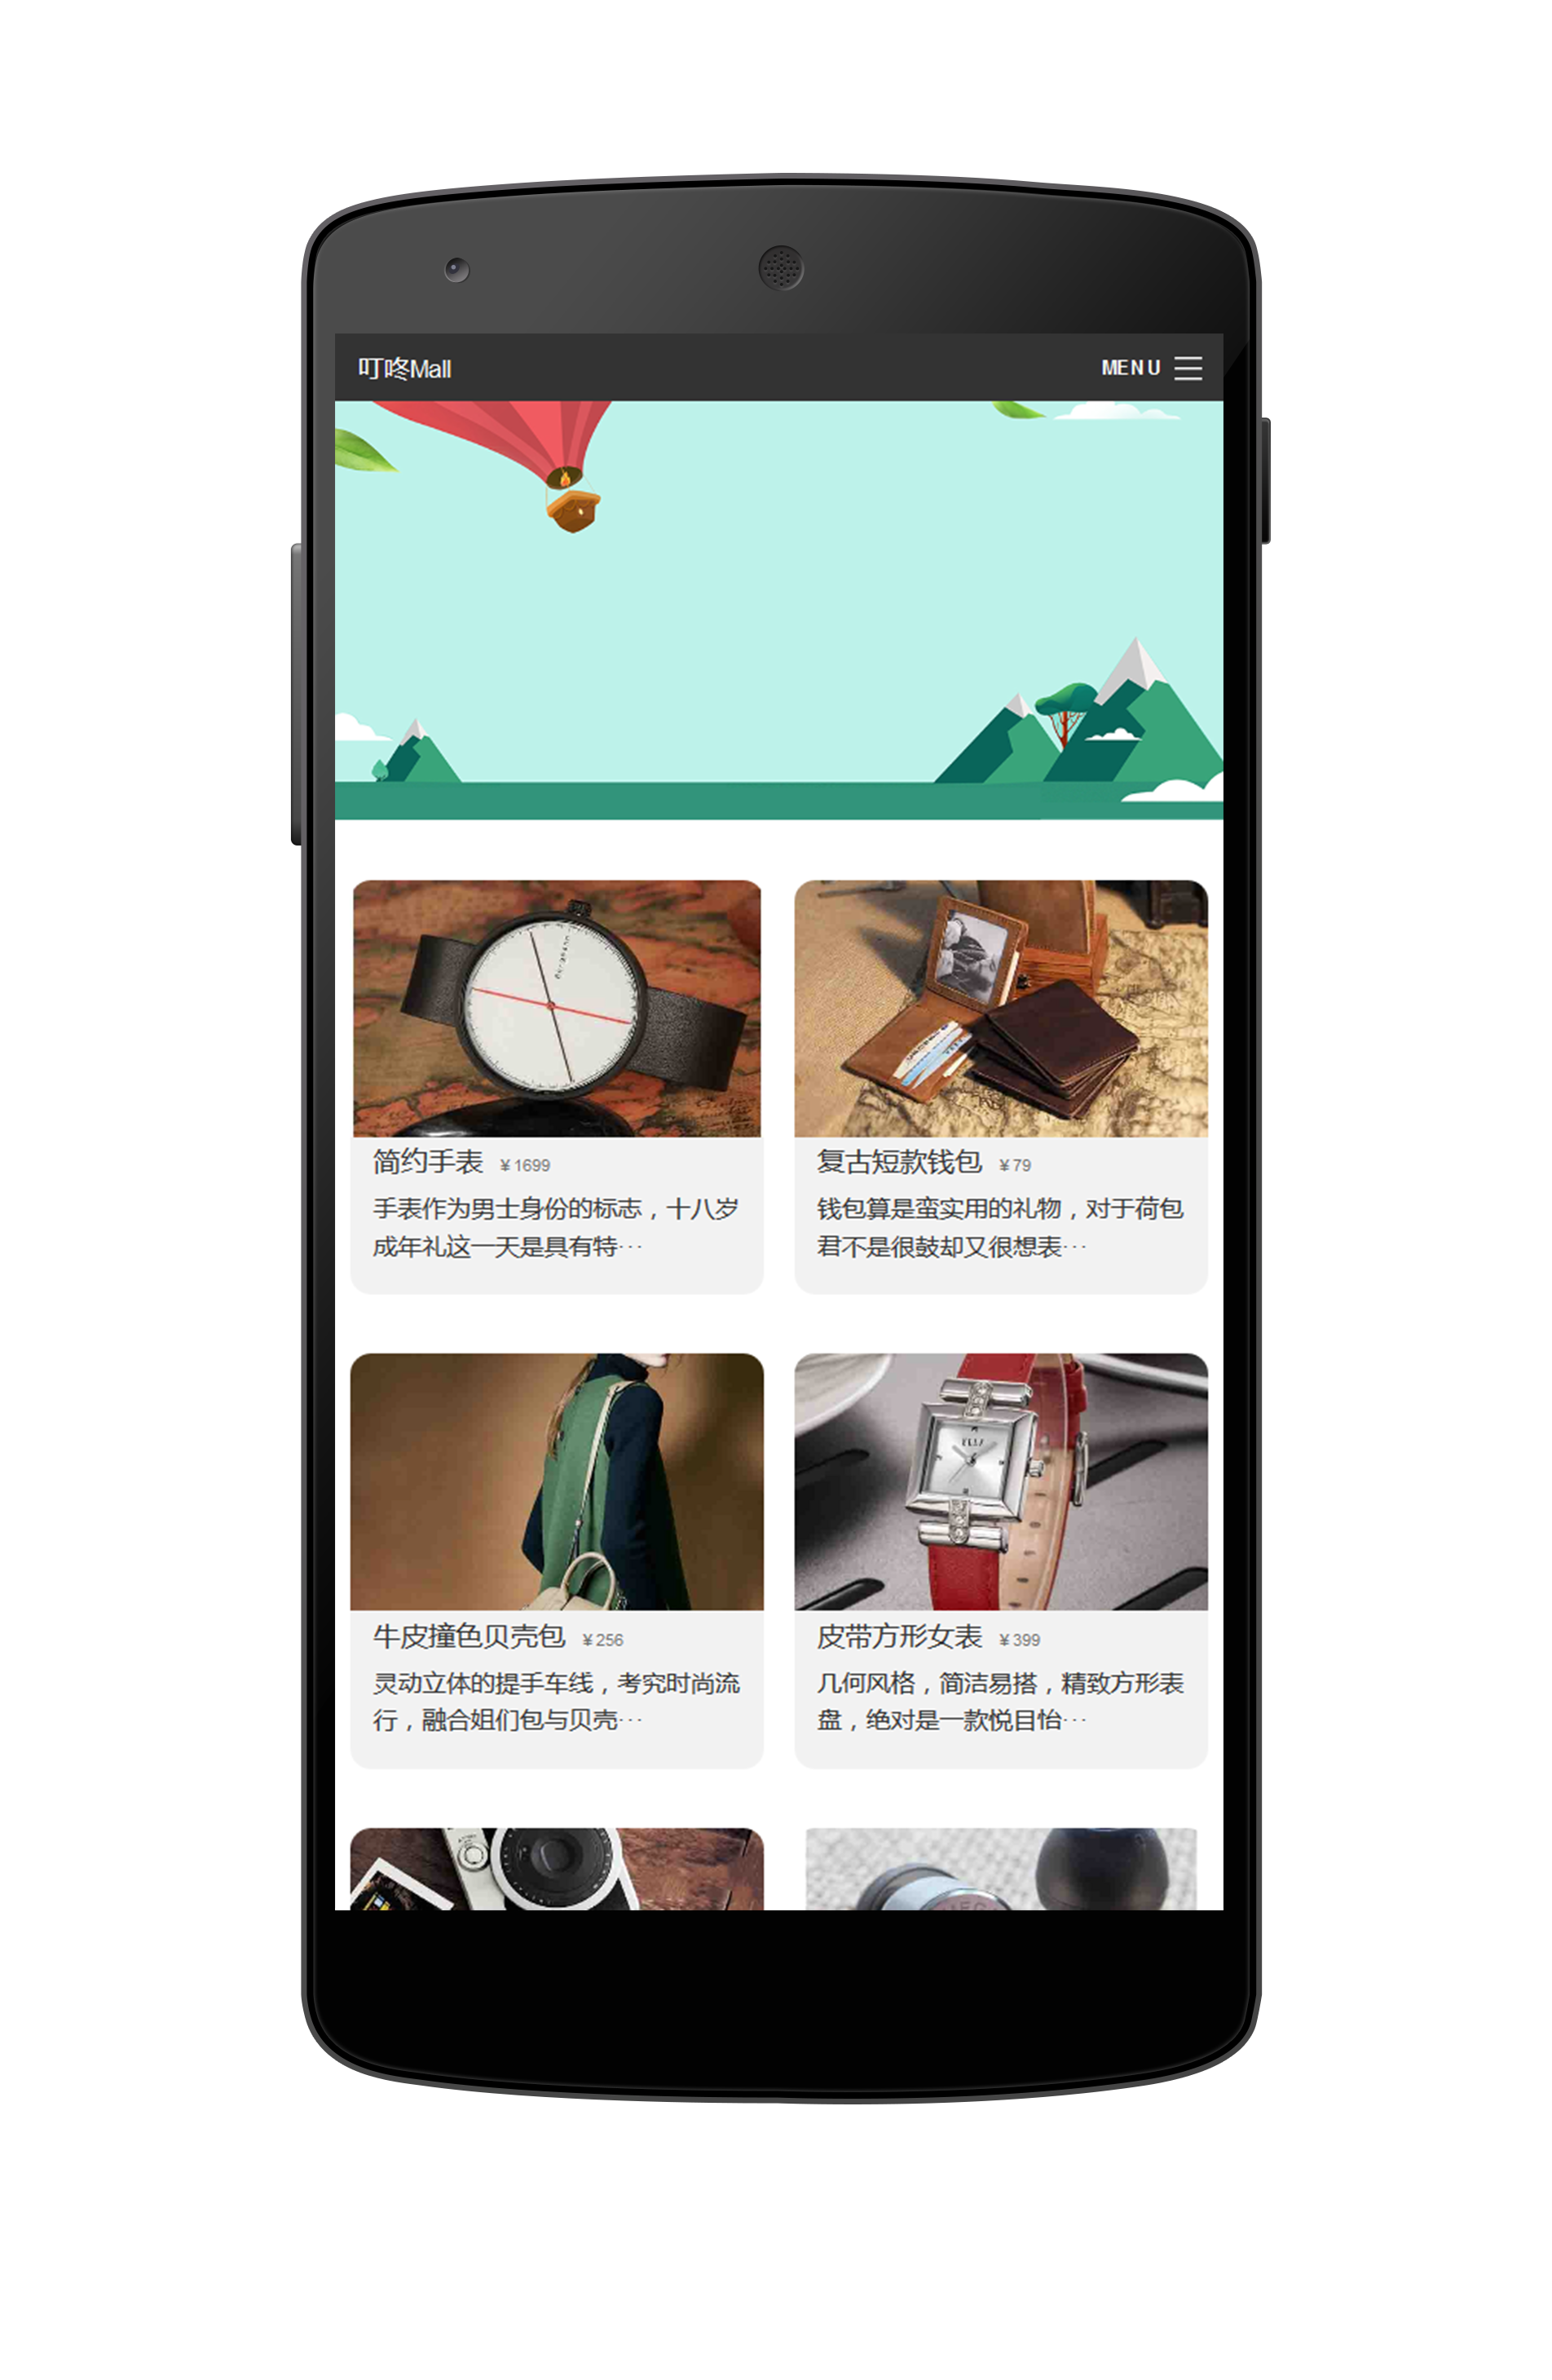 叮咚Mall
MENU
简约手表 ¥1699
手表作为男士身份的标志，十八岁
成年礼这一天是具有特···
复古短款钱包 ¥79
钱包算是蛮实用的礼物，对于荷包
君不是很鼓却又很想表···
牛皮撞色贝壳包 ¥256
灵动立体的提手车线，考究时尚流
行，融合姐们包与贝壳···
皮带方形女表 ¥399
几何风格，简洁易搭，精致方形表
盘，绝对是一款悦目怡···